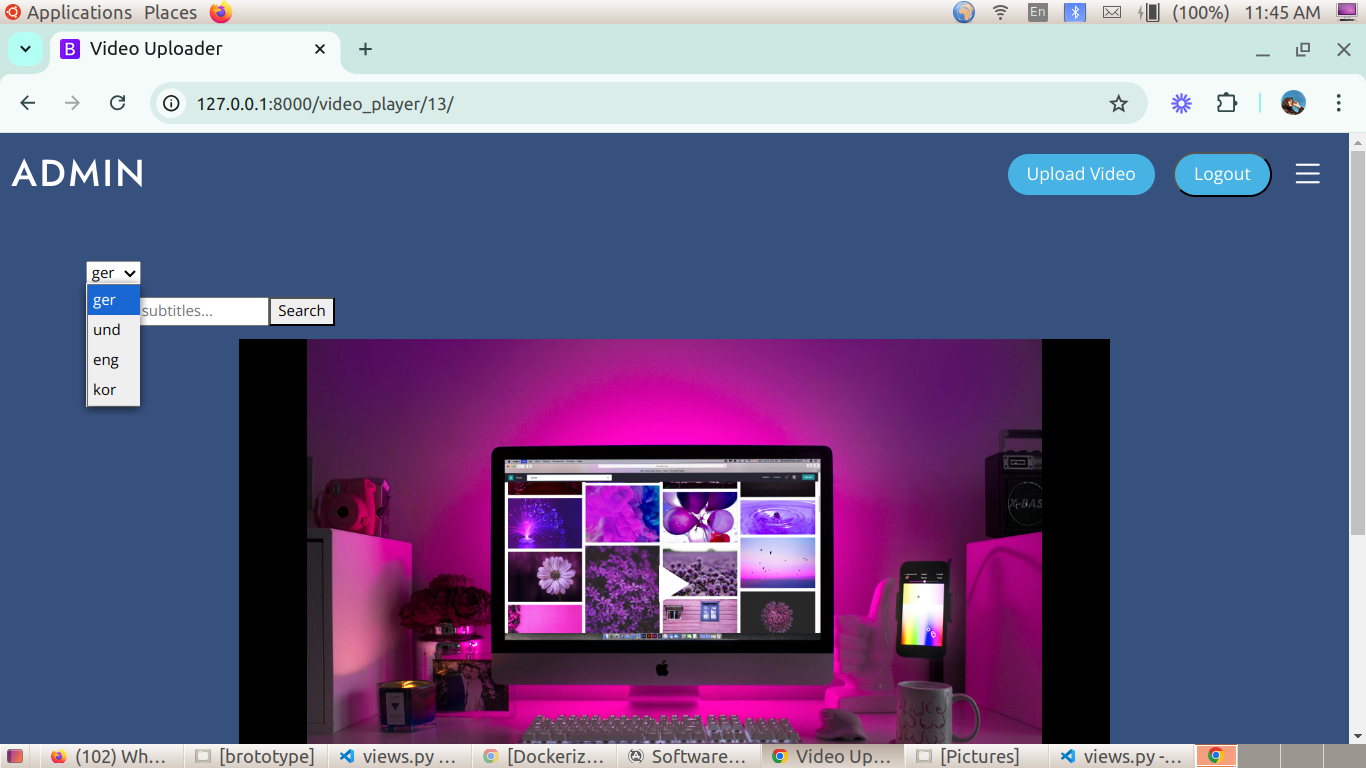 Applications Places En (100%) 11:45 AM
B Video Uploader
127.0.0.1:8000/video_player/13/
ADMIN
Upload Video
Logout
ger
ger
und
eng
kor
subtitles...
Search
X-BAS
(102) Wh...
[brototype]
views.py ...
[Dockeriz...
Software...
Video Up...
[Pictures]
views.py -...